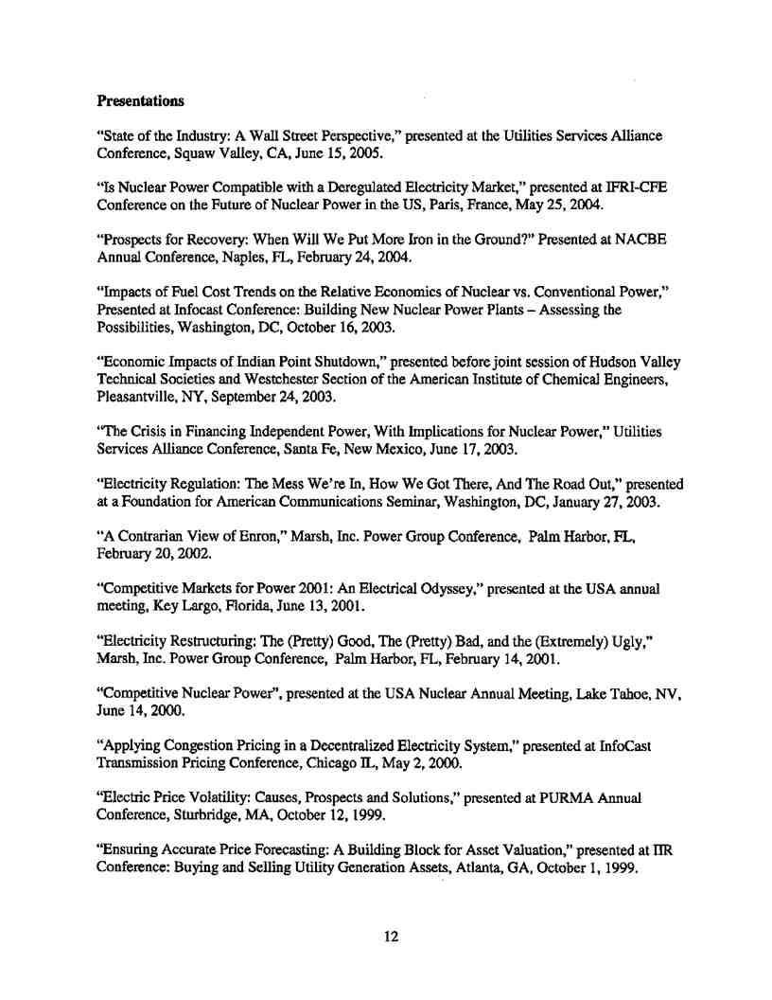 Presentations
“State of the Industry: A Wall Street Perspective,” presented at the Utilities Services Alliance
Conference, Squaw Valley, CA, June 15, 2005.
“Is Nuclear Power Compatible with a Deregulated Electricity Market,” presented at IFRI-CFE
Conference on the Future of Nuclear Power in the US, Paris, France, May 25, 2004.
“Prospects for Recovery: When Will We Put More Iron in the Ground?” Presented at NACBE
Annual Conference, Naples, FL, February 24, 2004.
“Impacts of Fuel Cost Trends on the Relative Economics of Nuclear vs. Conventional Power,”
Presented at Infocast Conference: Building New Nuclear Power Plants – Assessing the
Possibilities, Washington, DC, October 16, 2003.
“Economic Impacts of Indian Point Shutdown,” presented before joint session of Hudson Valley
Technical Societies and Westchester Section of the American Institute of Chemical Engineers,
Pleasantville, NY, September 24, 2003.
“The Crisis in Financing Independent Power, With Implications for Nuclear Power,” Utilities
Services Alliance Conference, Santa Fe, New Mexico, June 17, 2003.
“Electricity Regulation: The Mess We’re In, How We Got There, And The Road Out,” presented
at a Foundation for American Communications Seminar, Washington, DC, January 27, 2003.
“A Contrarian View of Enron,” Marsh, Inc. Power Group Conference, Palm Harbor, FL,
February 20, 2002.
“Competitive Markets for Power 2001: An Electrical Odyssey,” presented at the USA annual
meeting, Key Largo, Florida, June 13, 2001.
“Electricity Restructuring: The (Pretty) Good, The (Pretty) Bad, and the (Extremely) Ugly,”
Marsh, Inc. Power Group Conference, Palm Harbor, FL, February 14, 2001.
“Competitive Nuclear Power”, presented at the USA Nuclear Annual Meeting, Lake Tahoe, NV,
June 14, 2000.
“Applying Congestion Pricing in a Decentralized Electricity System,” presented at InfoCast
Transmission Pricing Conference, Chicago IL, May 2, 2000.
“Electric Price Volatility: Causes, Prospects and Solutions,” presented at PURMA Annual
Conference, Sturbridge, MA, October 12, 1999.
“Ensuring Accurate Price Forecasting: A Building Block for Asset Valuation,” presented at IIR
Conference: Buying and Selling Utility Generation Assets, Atlanta, GA, October 1, 1999.
12